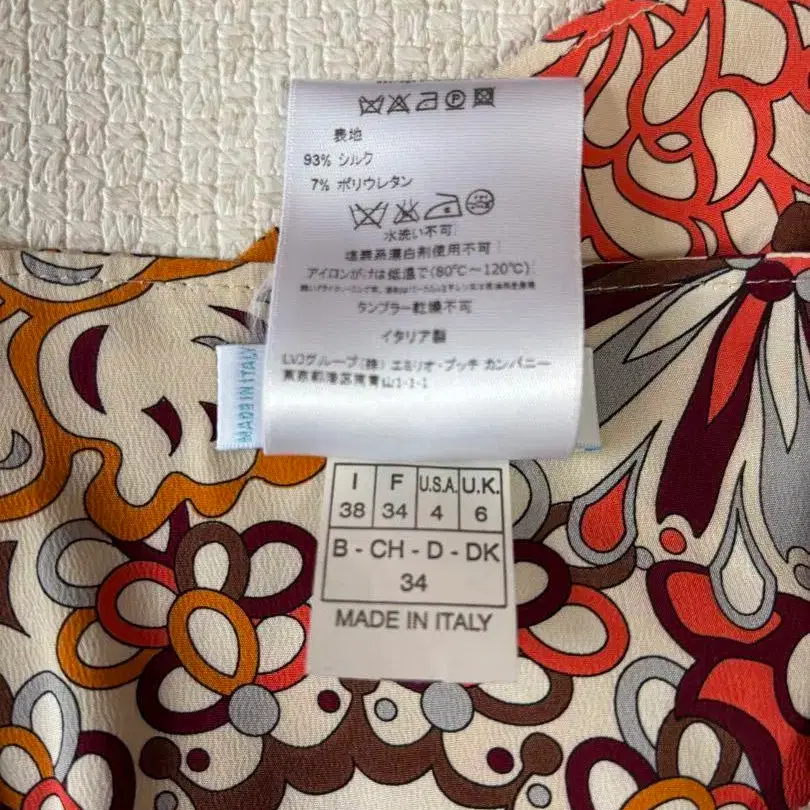 表地
93% シルク
7% ポリウレタン
水洗い不可
塩素系漂白剤使用不可
アイロンがけは低温で(80℃〜120℃)
タンブラー乾燥不可
イタリア製
LVJグループ(株) エミリオ・プッチ カンパニー
東京都港区南青山1-1-1
MADE IN ITALY
I F U.S.A. U.K.
38 34 4 6
B - CH - D - DK
34
MADE IN ITALY